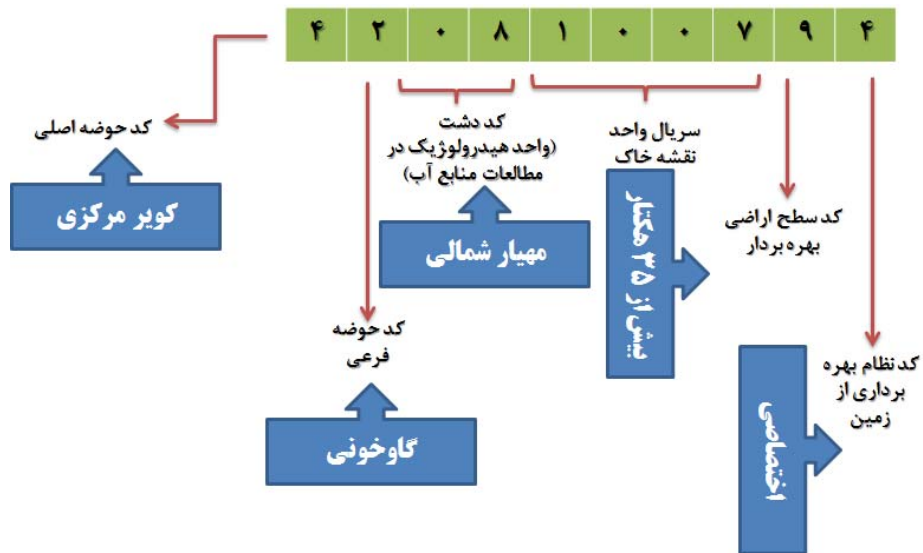 ۴ ۲ ۰ ۸ ۱ ۰ ۰ ۷ ۹ ۴
کد حوضه اصلی
کویر مرکزی
کد حوضه
فرعی
گاوخونی
کد دشت
(واحد هیدرولوژیک در
مطالعات منابع آب)
مهیار شمالی
سریال واحد
نقشه خاک
کد سطح اراضی
بهره بردار
بیش از ۳۵ هکتار
کد نظام بهره
برداری از
زمین
اختصاصی